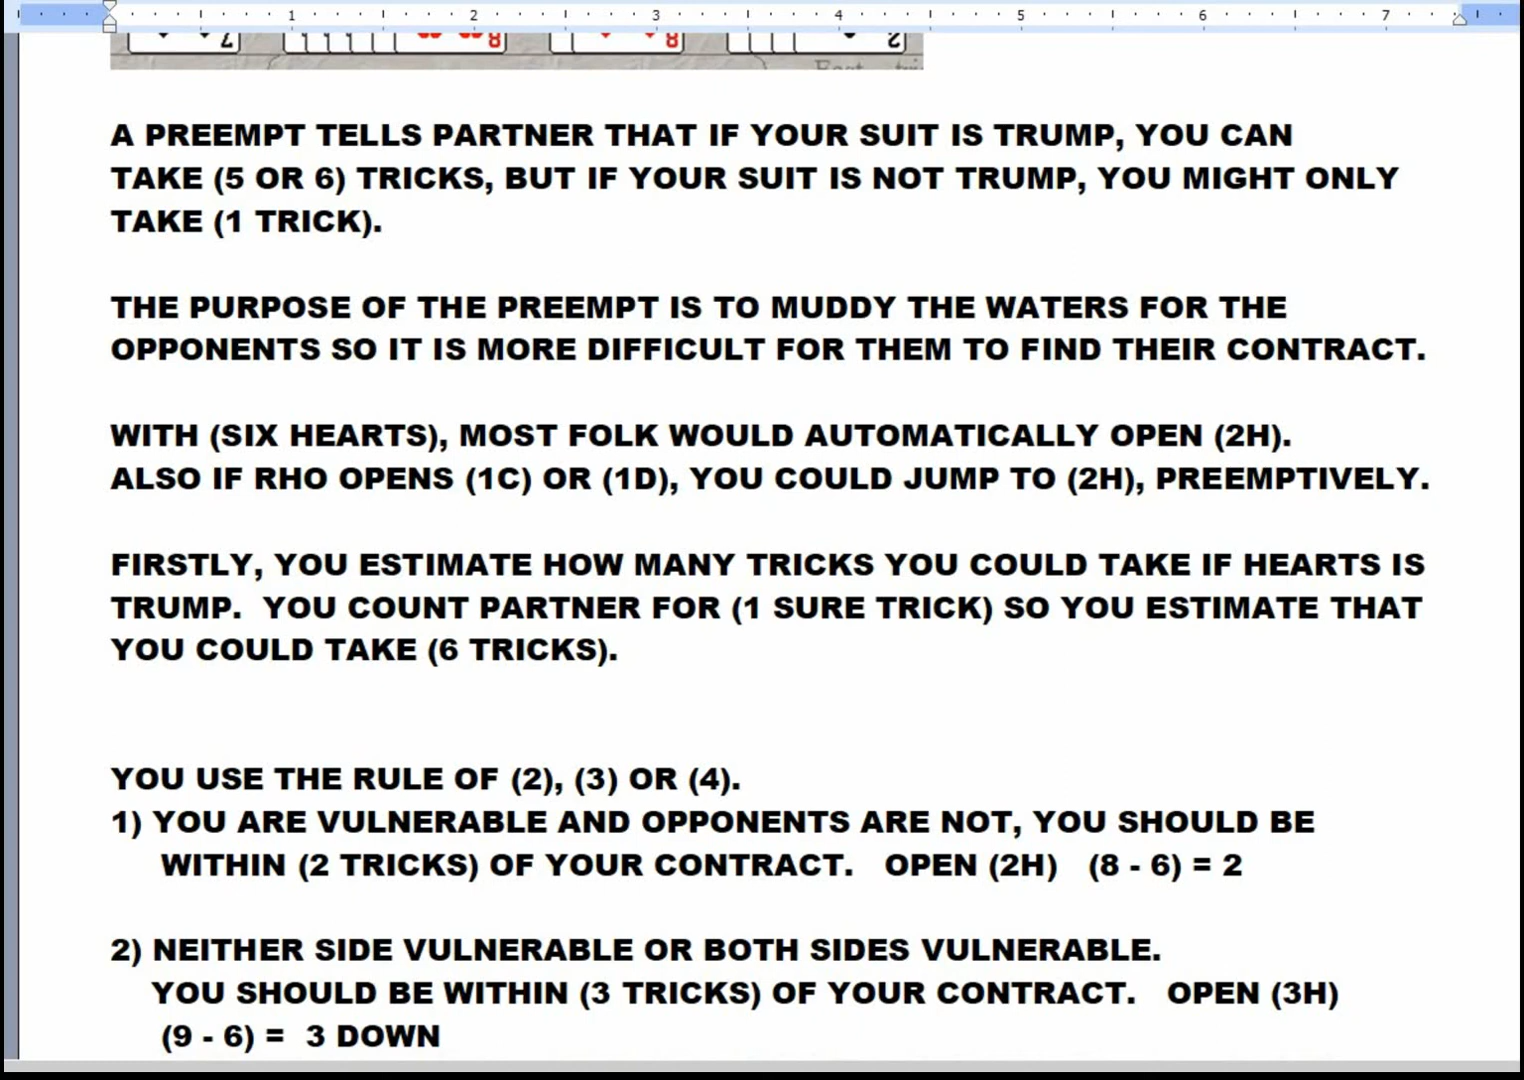 1 2 3 4 5 6 7
A PREEMPT TELLS PARTNER THAT IF YOUR SUIT IS TRUMP, YOU CAN
TAKE (5 OR 6) TRICKS, BUT IF YOUR SUIT IS NOT TRUMP, YOU MIGHT ONLY
TAKE (1 TRICK).
THE PURPOSE OF THE PREEMPT IS TO MUDDY THE WATERS FOR THE
OPPONENTS SO IT IS MORE DIFFICULT FOR THEM TO FIND THEIR CONTRACT.
WITH (SIX HEARTS), MOST FOLK WOULD AUTOMATICALLY OPEN (2H).
ALSO IF RHO OPENS (1C) OR (1D), YOU COULD JUMP TO (2H), PREEMPTIVELY.
FIRSTLY, YOU ESTIMATE HOW MANY TRICKS YOU COULD TAKE IF HEARTS IS
TRUMP.  YOU COUNT PARTNER FOR (1 SURE TRICK) SO YOU ESTIMATE THAT
YOU COULD TAKE (6 TRICKS).
YOU USE THE RULE OF (2), (3) OR (4).
1) YOU ARE VULNERABLE AND OPPONENTS ARE NOT, YOU SHOULD BE
WITHIN (2 TRICKS) OF YOUR CONTRACT.   OPEN (2H)   (8 - 6) = 2
2) NEITHER SIDE VULNERABLE OR BOTH SIDES VULNERABLE.
YOU SHOULD BE WITHIN (3 TRICKS) OF YOUR CONTRACT.   OPEN (3H)
(9 - 6) =  3 DOWN